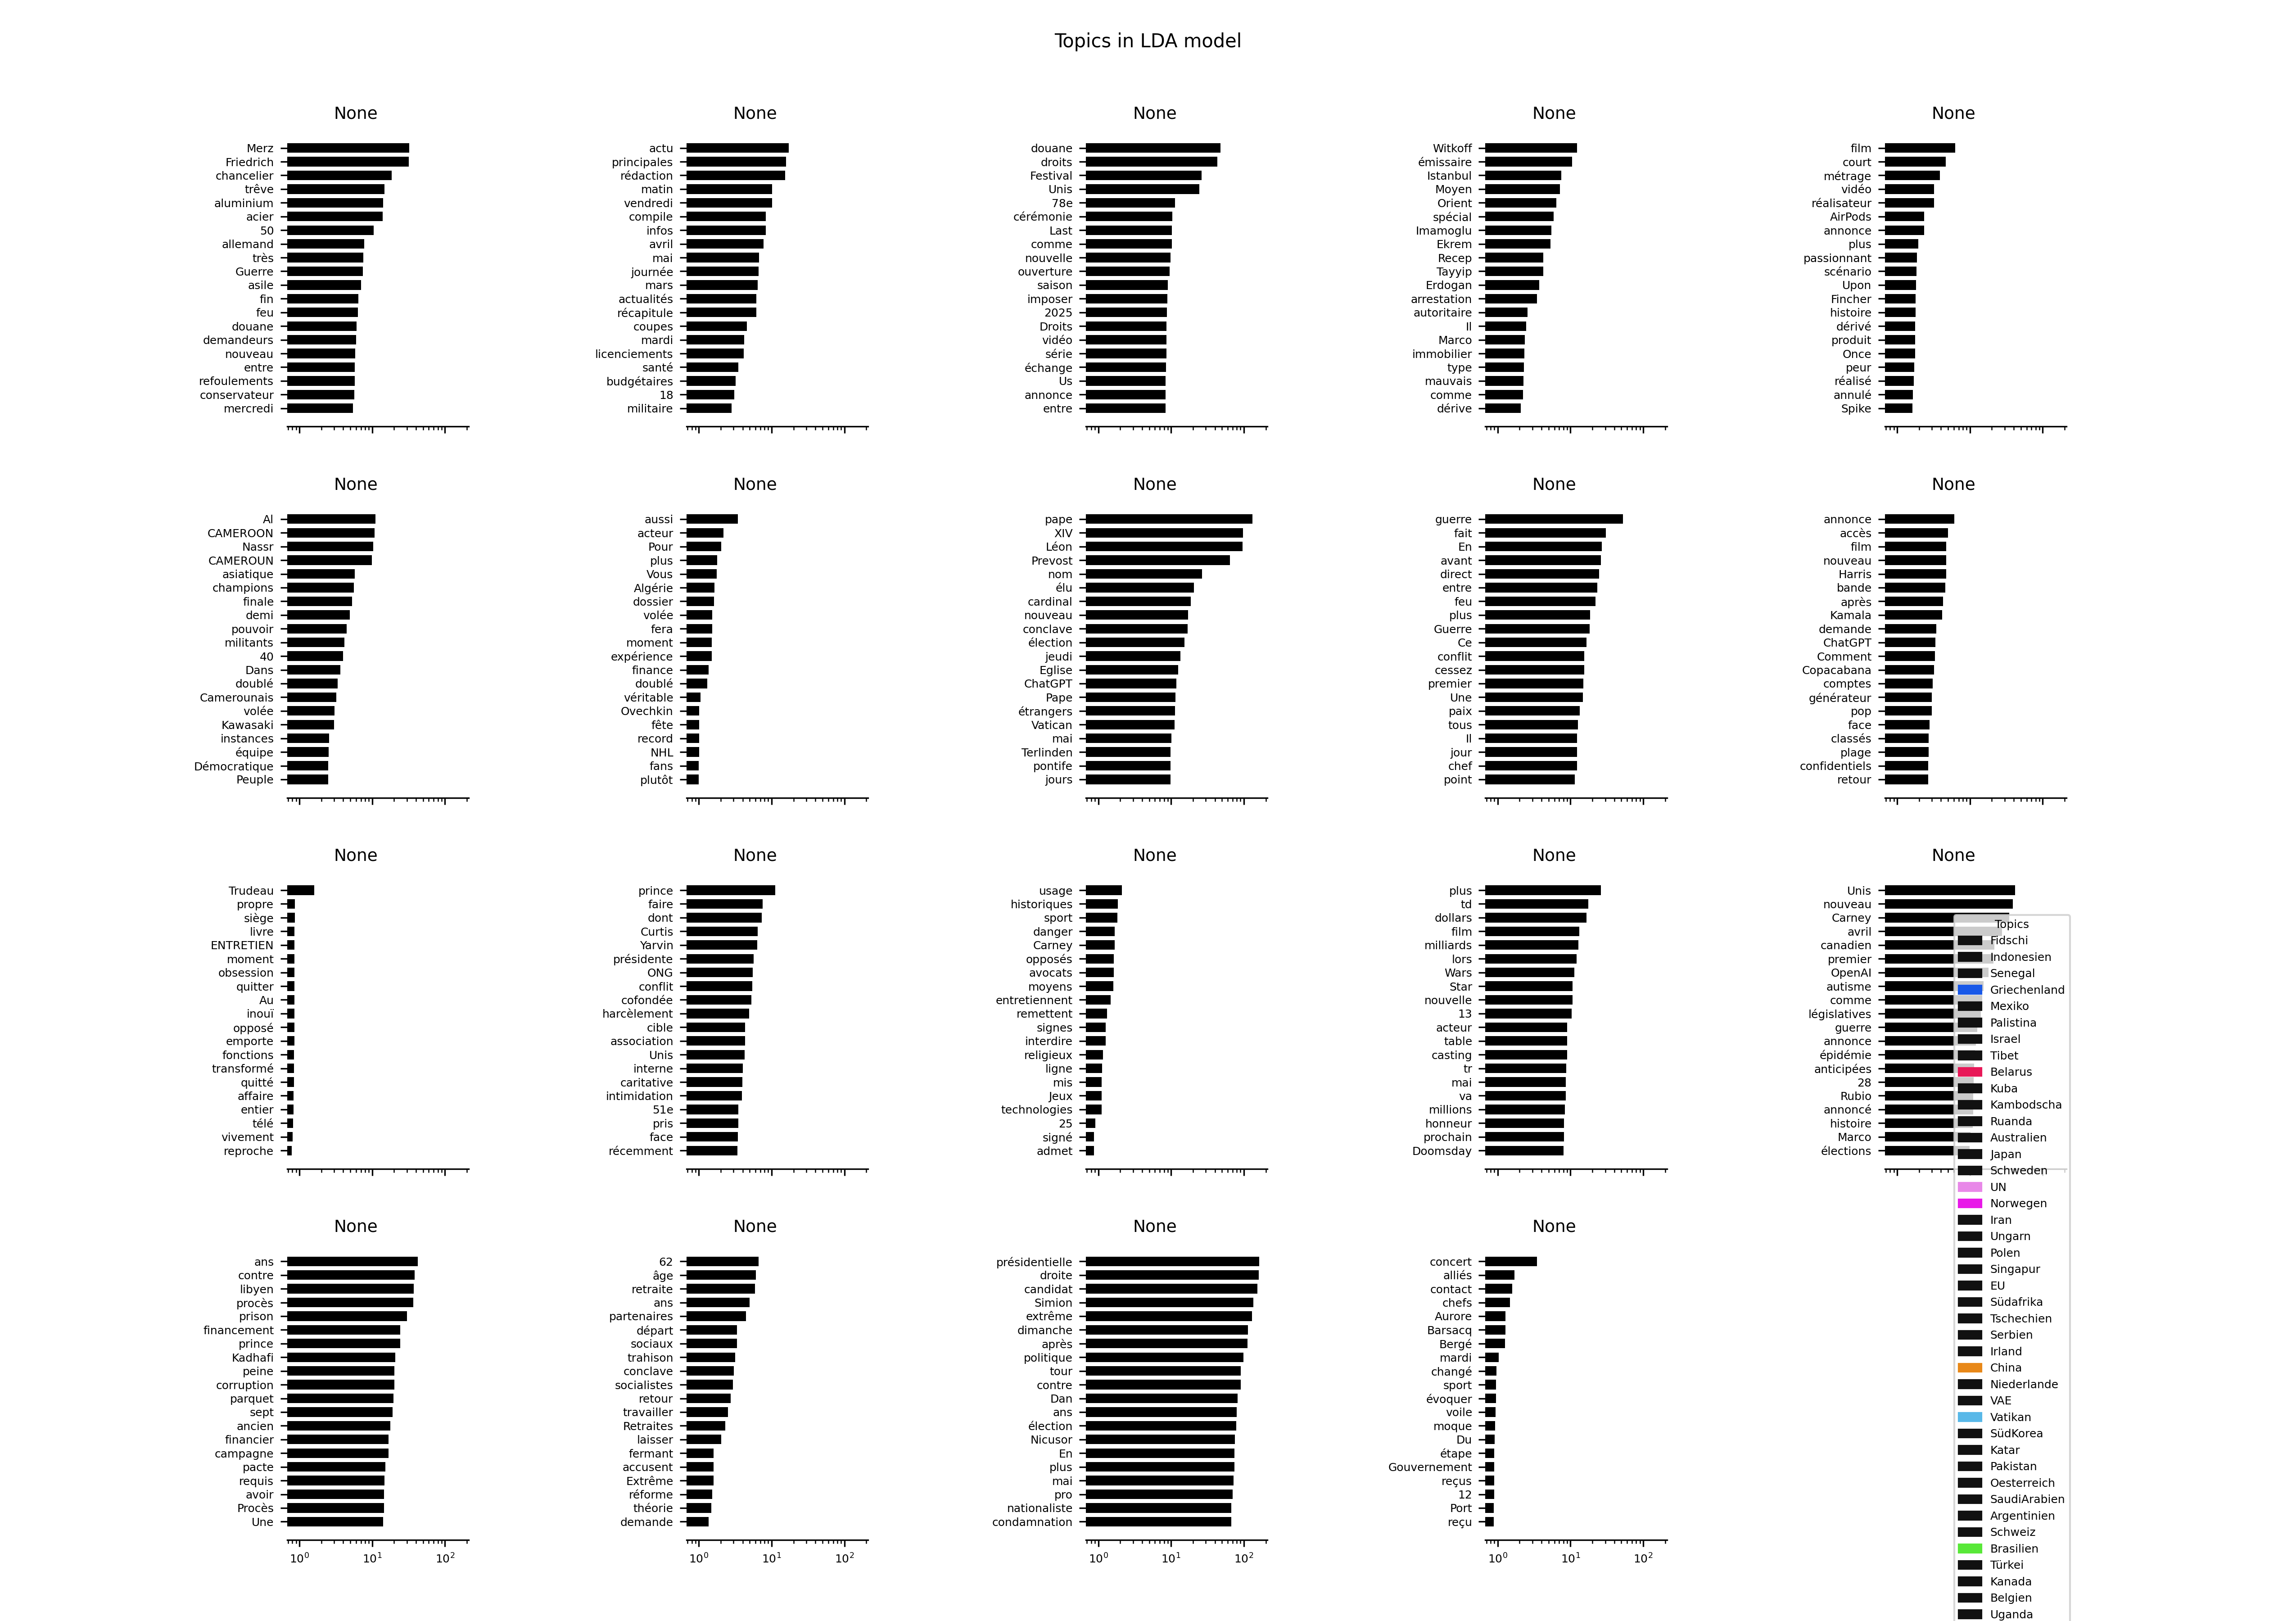 Topics in LDA model
None
Merz
Friedrich
chancelier
trêve
aluminium
acier
50
allemand
très
Guerre
asile
fin
feu
douane
demandeurs
nouveau
entre
refoulements
conservateur
mercredi
None
actu
principales
rédaction
matin
vendredi
compile
infos
avril
mai
journée
mars
actualités
récapitule
coupes
mardi
licenciements
santé
budgétaires
18
militaire
None
douane
droits
Festival
Unis
78e
cérémonie
Last
comme
nouvelle
ouverture
saison
imposer
2025
Droits
vidéo
série
échange
Us
annonce
entre
None
Witkoff
émissaire
Istanbul
Moyen
Orient
spécial
Imamoglu
Ekrem
Recep
Tayyip
Erdogan
arrestation
autoritaire
Il
Marco
immobilier
type
mauvais
comme
dérive
None
film
court
métrage
vidéo
réalisateur
AirPods
annonce
plus
passionnant
scénario
Upon
Fincher
histoire
dérivé
produit
Once
peur
réalisé
annulé
Spike
None
Al
CAMEROON
Nassr
CAMEROUN
asiatique
champions
finale
demi
pouvoir
militants
40
Dans
doublé
Camerounais
volée
Kawasaki
instances
équipe
Démocratique
Peuple
None
aussi
acteur
Pour
plus
Vous
Algérie
dossier
volée
fera
moment
expérience
finance
doublé
véritable
Ovechkin
fête
record
NHL
fans
plutôt
None
pape
XIV
Léon
Prevost
nom
élu
cardinal
nouveau
conclave
élection
jeudi
Eglise
ChatGPT
Pape
étrangers
Vatican
mai
Terlinden
pontife
jours
None
guerre
fait
En
avant
direct
entre
feu
plus
Guerre
Ce
conflit
cessez
premier
Une
paix
tous
Il
jour
chef
point
None
annonce
accès
film
nouveau
Harris
bande
après
Kamala
demande
ChatGPT
Comment
Copacabana
comptes
générateur
pop
face
classés
plage
confidentiels
retour
None
Trudeau
propre
siège
livre
ENTRETIEN
moment
obsession
quitter
Au
inouï
opposé
emporte
fonctions
transformé
quitté
affaire
entier
télé
vivement
reproche
None
prince
faire
dont
Curtis
Yarvin
présidente
ONG
conflit
cofondée
harcèlement
cible
association
Unis
interne
caritative
intimidation
51e
pris
face
récemment
None
usage
historiques
sport
danger
Carney
opposés
avocats
moyens
entretiennent
remettent
signes
interdire
religieux
ligne
mis
Jeux
technologies
25
signé
admet
None
plus
td
dollars
film
milliards
lors
Wars
Star
nouvelle
13
acteur
table
casting
tr
mai
va
millions
honneur
prochain
Doomsday
None
Unis
nouveau
Carney
avril
canadien
premier
OpenAI
autisme
comme
législatives
guerre
annonce
épidémie
anticipées
28
Rubio
annoncé
histoire
Marco
élections
None
ans
contre
libyen
procès
prison
financement
prince
Kadhafi
peine
corruption
parquet
sept
ancien
financier
campagne
pacte
requis
avoir
Procès
Une
10⁰ 10¹ 10²
None
62
âge
retraite
ans
partenaires
départ
sociaux
trahison
conclave
socialistes
retour
travailler
Retraites
laisser
fermant
accusent
Extrême
réforme
théorie
demande
10⁰ 10¹ 10²
None
présidentielle
droite
candidat
Simion
extrême
dimanche
après
politique
tour
contre
Dan
ans
élection
Nicusor
En
plus
mai
pro
nationaliste
condamnation
10⁰ 10¹ 10²
None
concert
alliés
contact
chefs
Aurore
Barsacq
Bergé
mardi
changé
sport
évoquer
voile
moque
Du
étape
Gouvernement
reçus
12
Port
reçu
10⁰ 10¹ 10²
Topics
Fidschi
Indonesien
Senegal
Griechenland
Mexiko
Palistina
Israel
Tibet
Belarus
Kuba
Kambodscha
Ruanda
Australien
Japan
Schweden
UN
Norwegen
Iran
Ungarn
Polen
Singapur
EU
Südafrika
Tschechien
Serbien
Irland
China
Niederlande
VAE
Vatikan
SüdKorea
Katar
Pakistan
Oesterreich
SaudiArabien
Argentinien
Schweiz
Brasilien
Türkei
Kanada
Belgien
Uganda